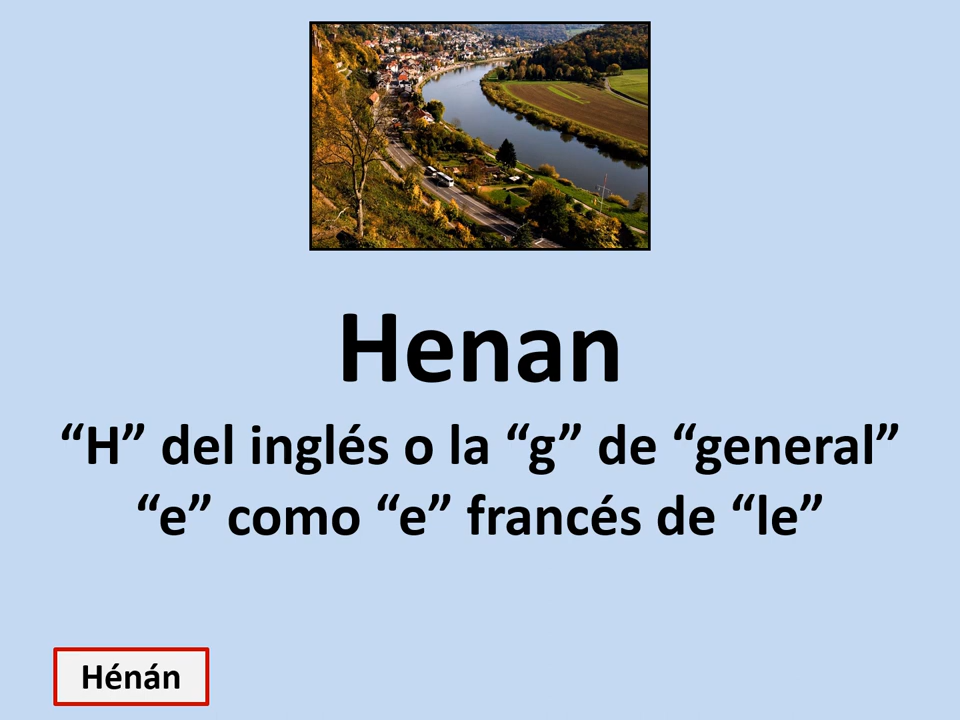 Henan
“H” del inglés o la “g” de “general”
“e” como “e” francés de “le”
Hénán